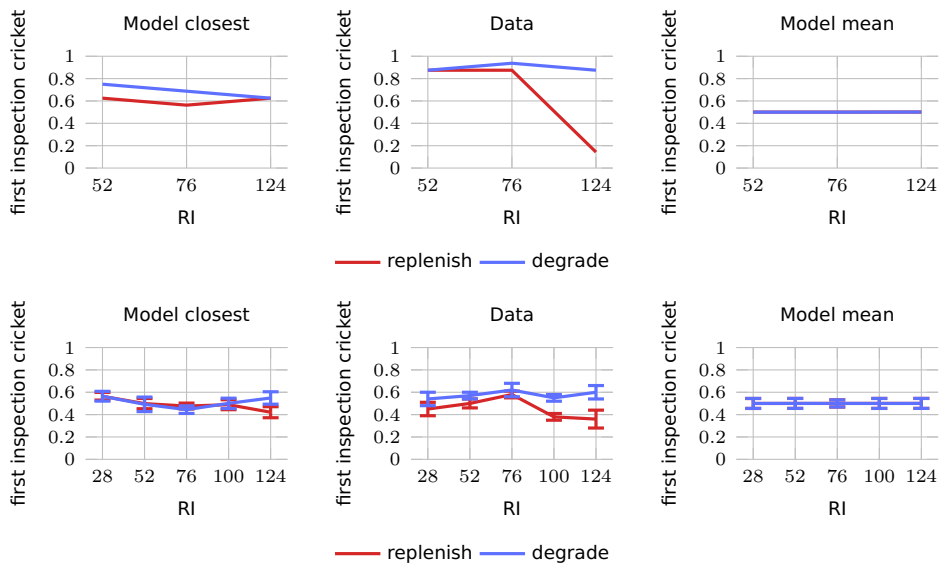 Model closest
first inspection cricket
1
0.8
0.6
0.4
0.2
0
52 76 124
RI
Data
first inspection cricket
1
0.8
0.6
0.4
0.2
0
52 76 124
RI
Model mean
first inspection cricket
1
0.8
0.6
0.4
0.2
0
52 76 124
RI
replenish degrade
Model closest
first inspection cricket
1
0.8
0.6
0.4
0.2
0
28 52 76 100 124
RI
Data
first inspection cricket
1
0.8
0.6
0.4
0.2
0
28 52 76 100 124
RI
Model mean
first inspection cricket
1
0.8
0.6
0.4
0.2
0
28 52 76 100 124
RI
replenish degrade